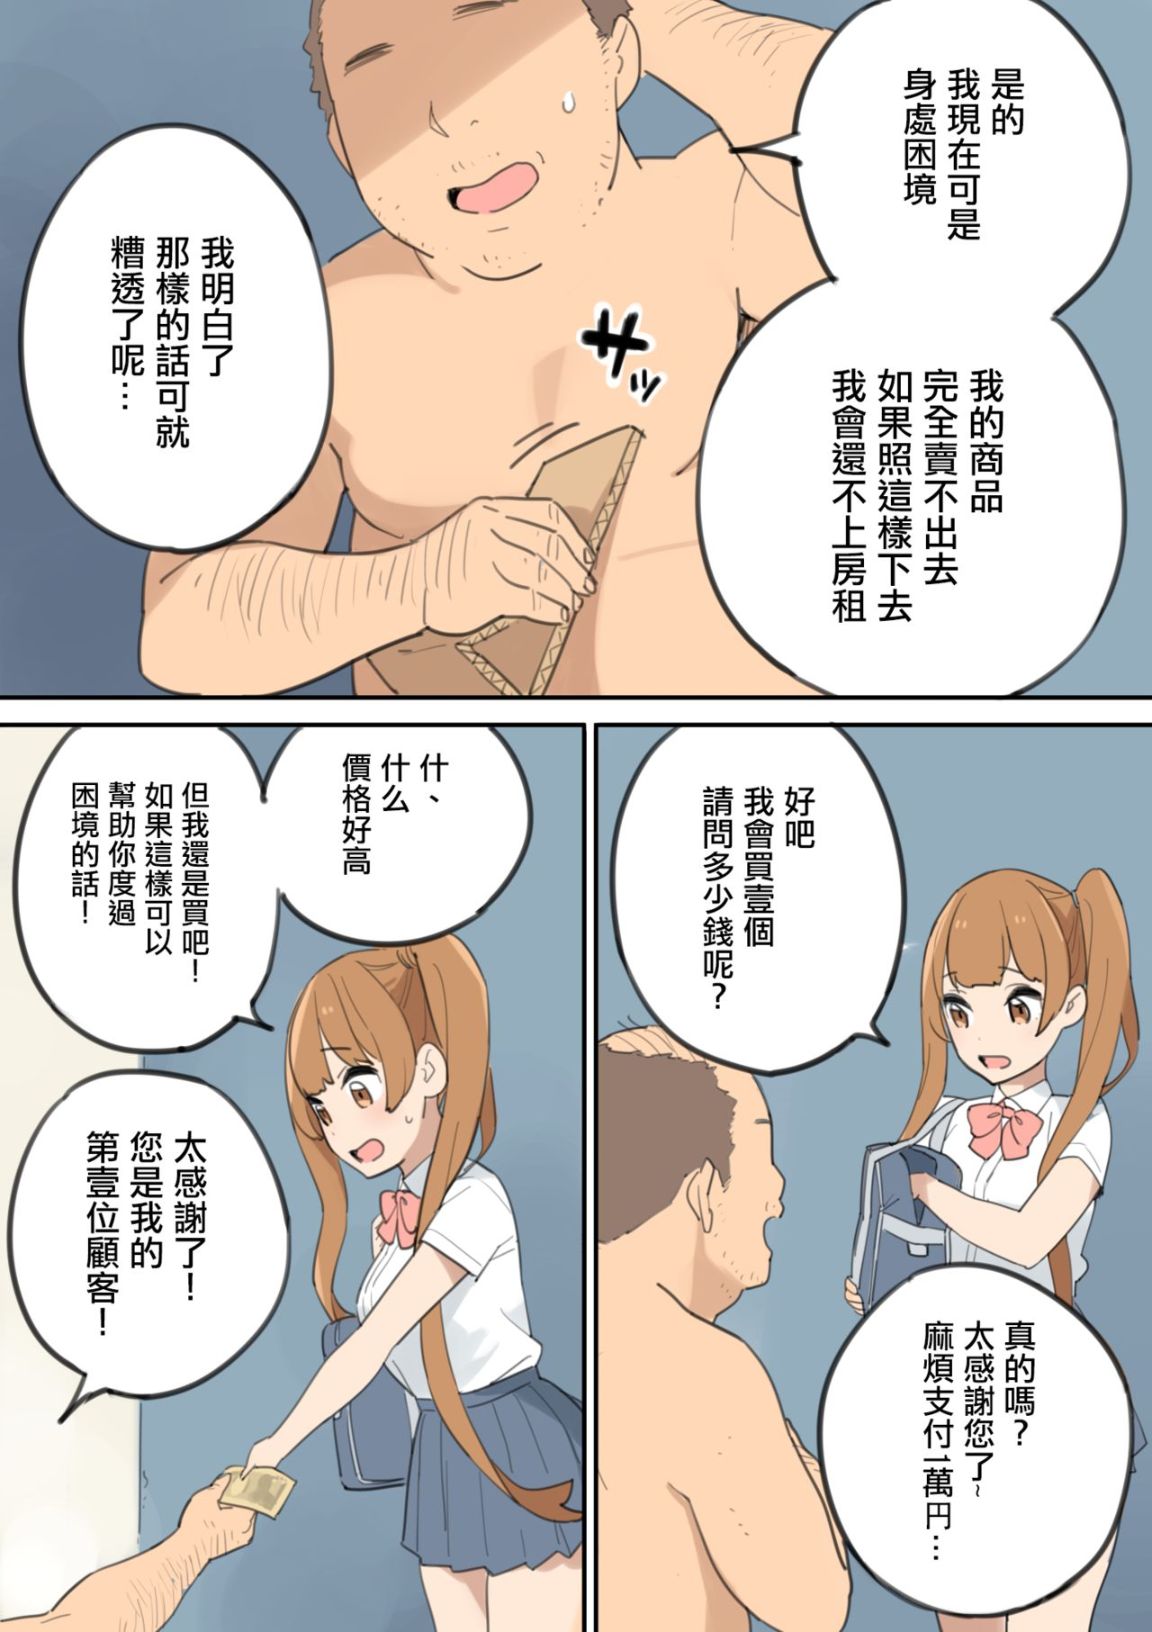 是的
我現在可是
身處困境
我的商品
完全賣不出去
如果照這樣下去
我會還不上房租
サッ
我明白了
那樣的話可就
糟透了呢…
好吧
我會買壹個
請問多少錢呢？
真的嗎？
太感謝您了~
麻煩支付1萬円…
什、
什么
價格好高
但我還是買吧！
如果這樣可以
幫助你度過
困境的話！
太感謝了！
您是我的
第壹位顧客！